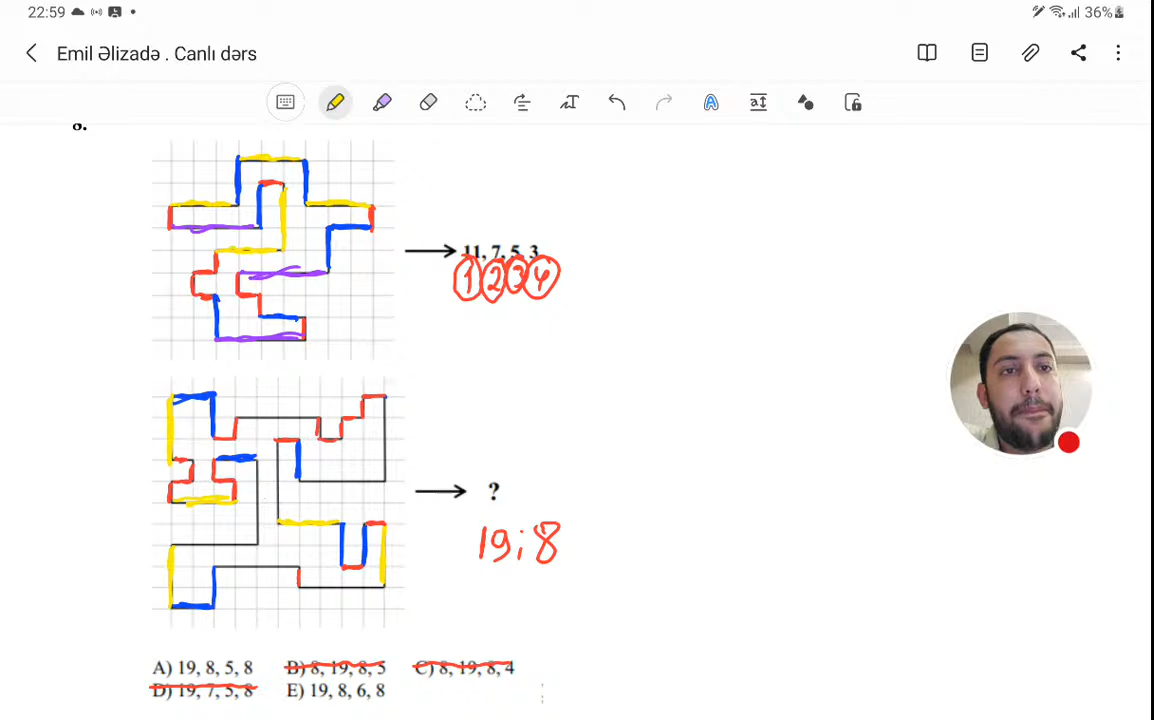 22:59
36%
Emil Əlizadə . Canlı dərs
8.
11, 7, 5, 3
1 2 3 4
?
19; 8
A) 19, 8, 5, 8 B) 8, 19, 8, 5 C) 8, 19, 8, 4
D) 19, 7, 5, 8 E) 19, 8, 6, 8